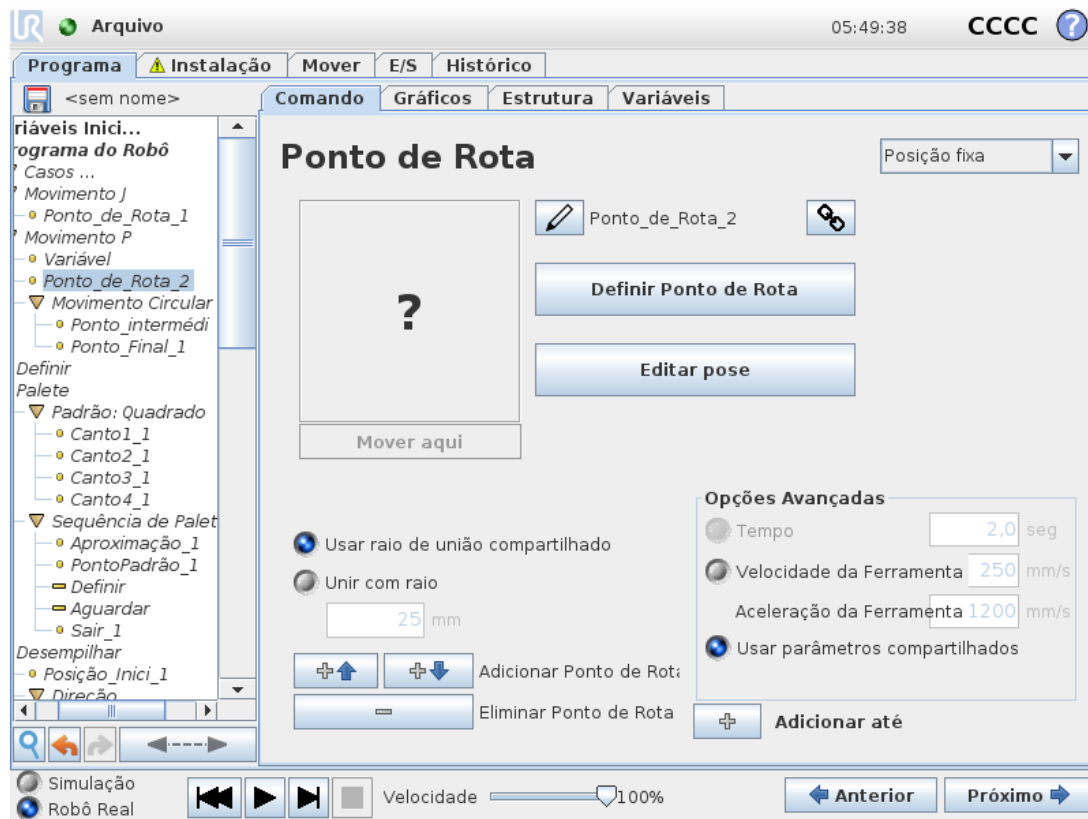 UR Arquivo 05:49:38 CCCC ?
Programa Instalação Mover E/S Histórico
<sem nome>
Comando Gráficos Estrutura Variáveis
riáveis Inici...
rograma do Robô
Casos ...
Movimento J
Ponto_de_Rota_1
Movimento P
Variável
Ponto_de_Rota_2
Movimento Circular
Ponto_intermédi
Ponto_Final_1
Definir
Palete
Padrão: Quadrado
Canto1_1
Canto2_1
Canto3_1
Canto4_1
Sequência de Palet
Aproximação_1
PontoPadrão_1
Definir
Aguardar
Sair_1
Desempilhar
Posição_Inici_1
Direção
Ponto de Rota
Posição fixa
?
Ponto_de_Rota_2
Definir Ponto de Rota
Editar pose
Mover aqui
Usar raio de união compartilhado
Unir com raio
25 mm
Adicionar Ponto de Rota
Eliminar Ponto de Rota
Opções Avançadas
Tempo 2,0 seg
Velocidade da Ferramenta 250 mm/s
Aceleração da Ferramenta 1200 mm/s
Usar parâmetros compartilhados
Adicionar até
Simulação
Robô Real
Velocidade 100%
Anterior Próximo